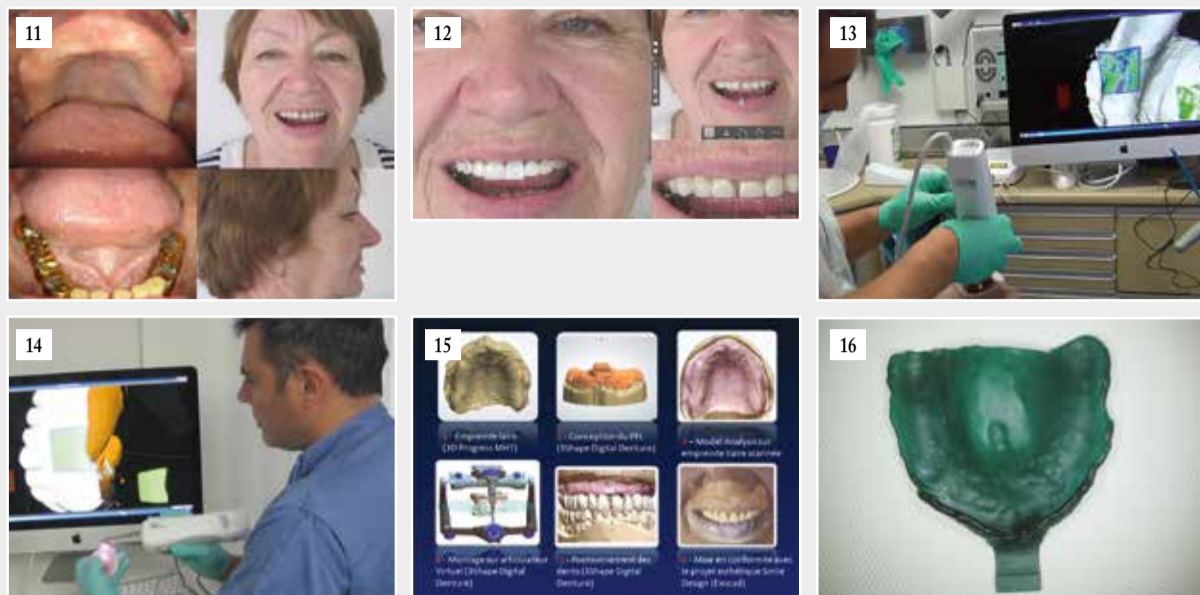 11
12
13
14
15
Empreinte Iaire
(3D Progress MHT)
Conception du PEI
(3Shape Digital Denture)
Model Analysis sur
empreinte Iaire scannée
Montage sur articulateur
Virtuel (3Shape Digital
Denture)
Positionnement des
dents (3Shape Digital
Denture)
Mise en conformité avec
le projet esthétique Smile
Design (Exocad)
16